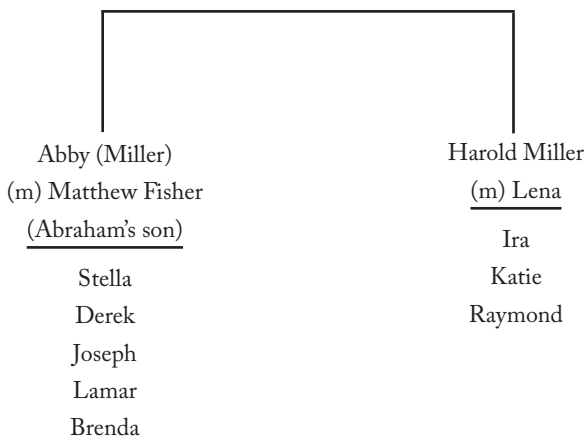 Abby (Miller)
(m) Matthew Fisher
(Abraham’s son)
Stella
Derek
Joseph
Lamar
Brenda
Harold Miller
(m) Lena
Ira
Katie
Raymond